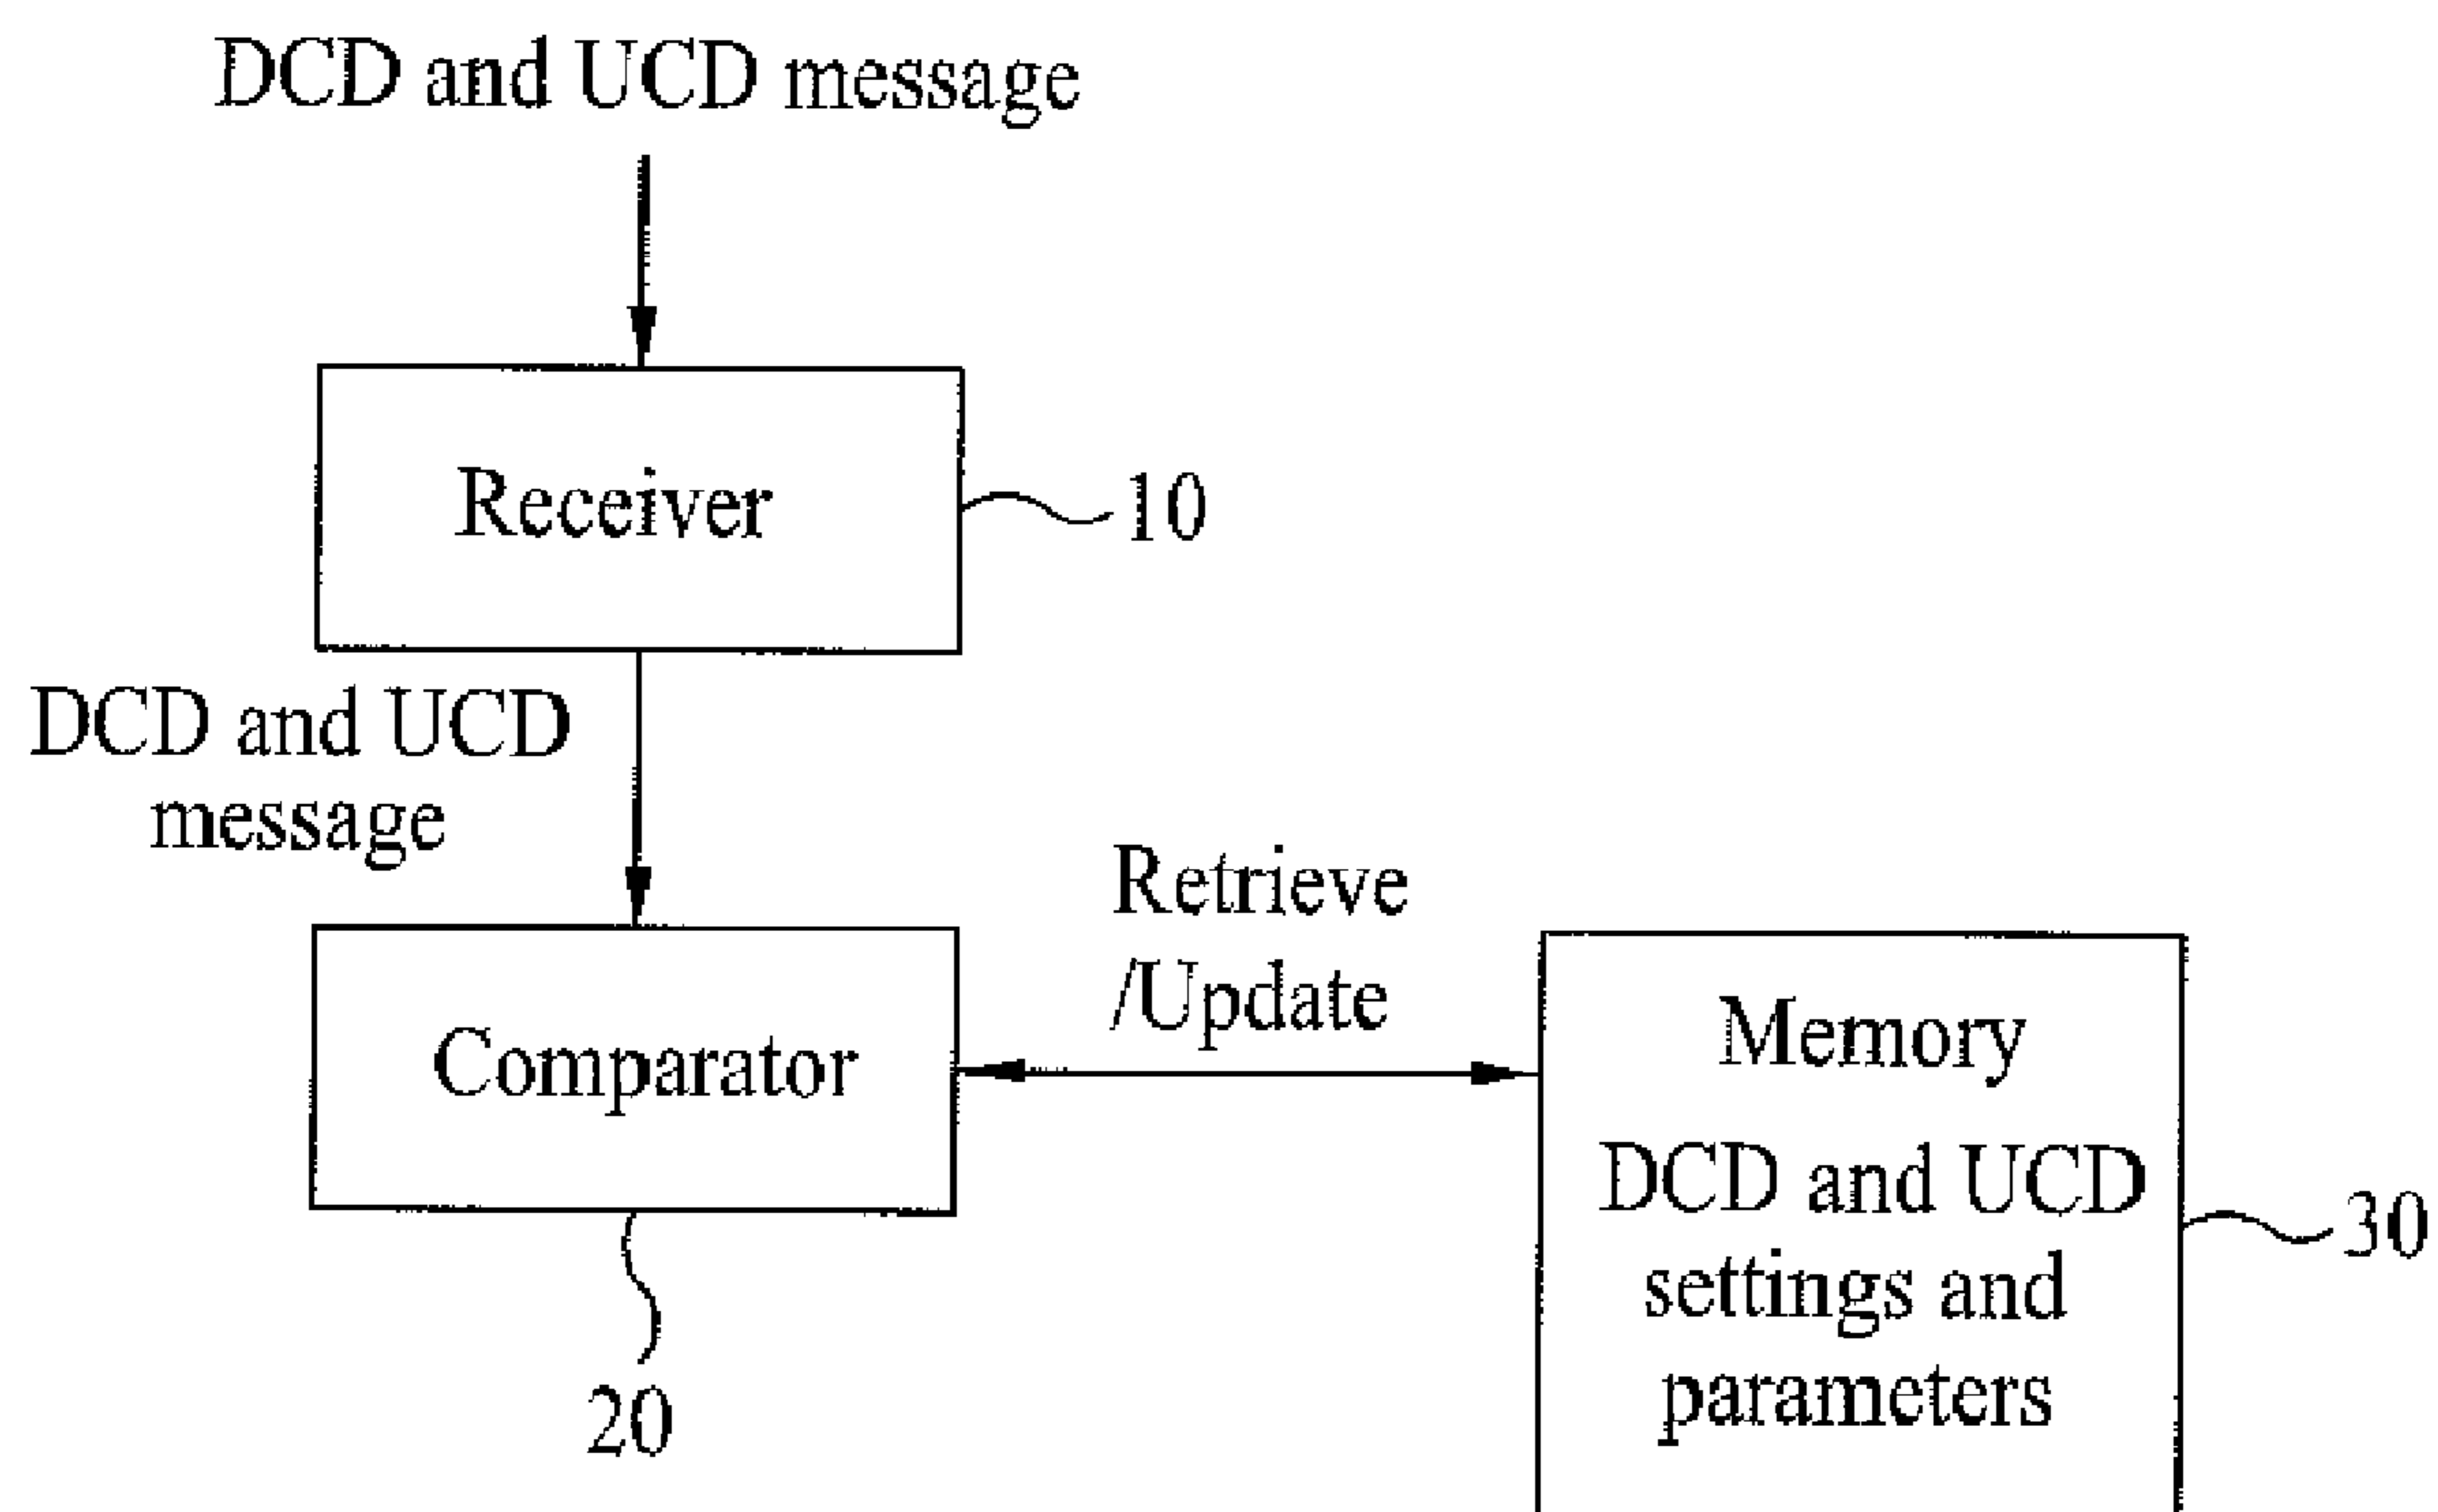 DCD and UCD message
Receiver
10
DCD and UCD
message
Retrieve
/Update
Comparator
20
Memory
DCD and UCD
settings and
parameters
30